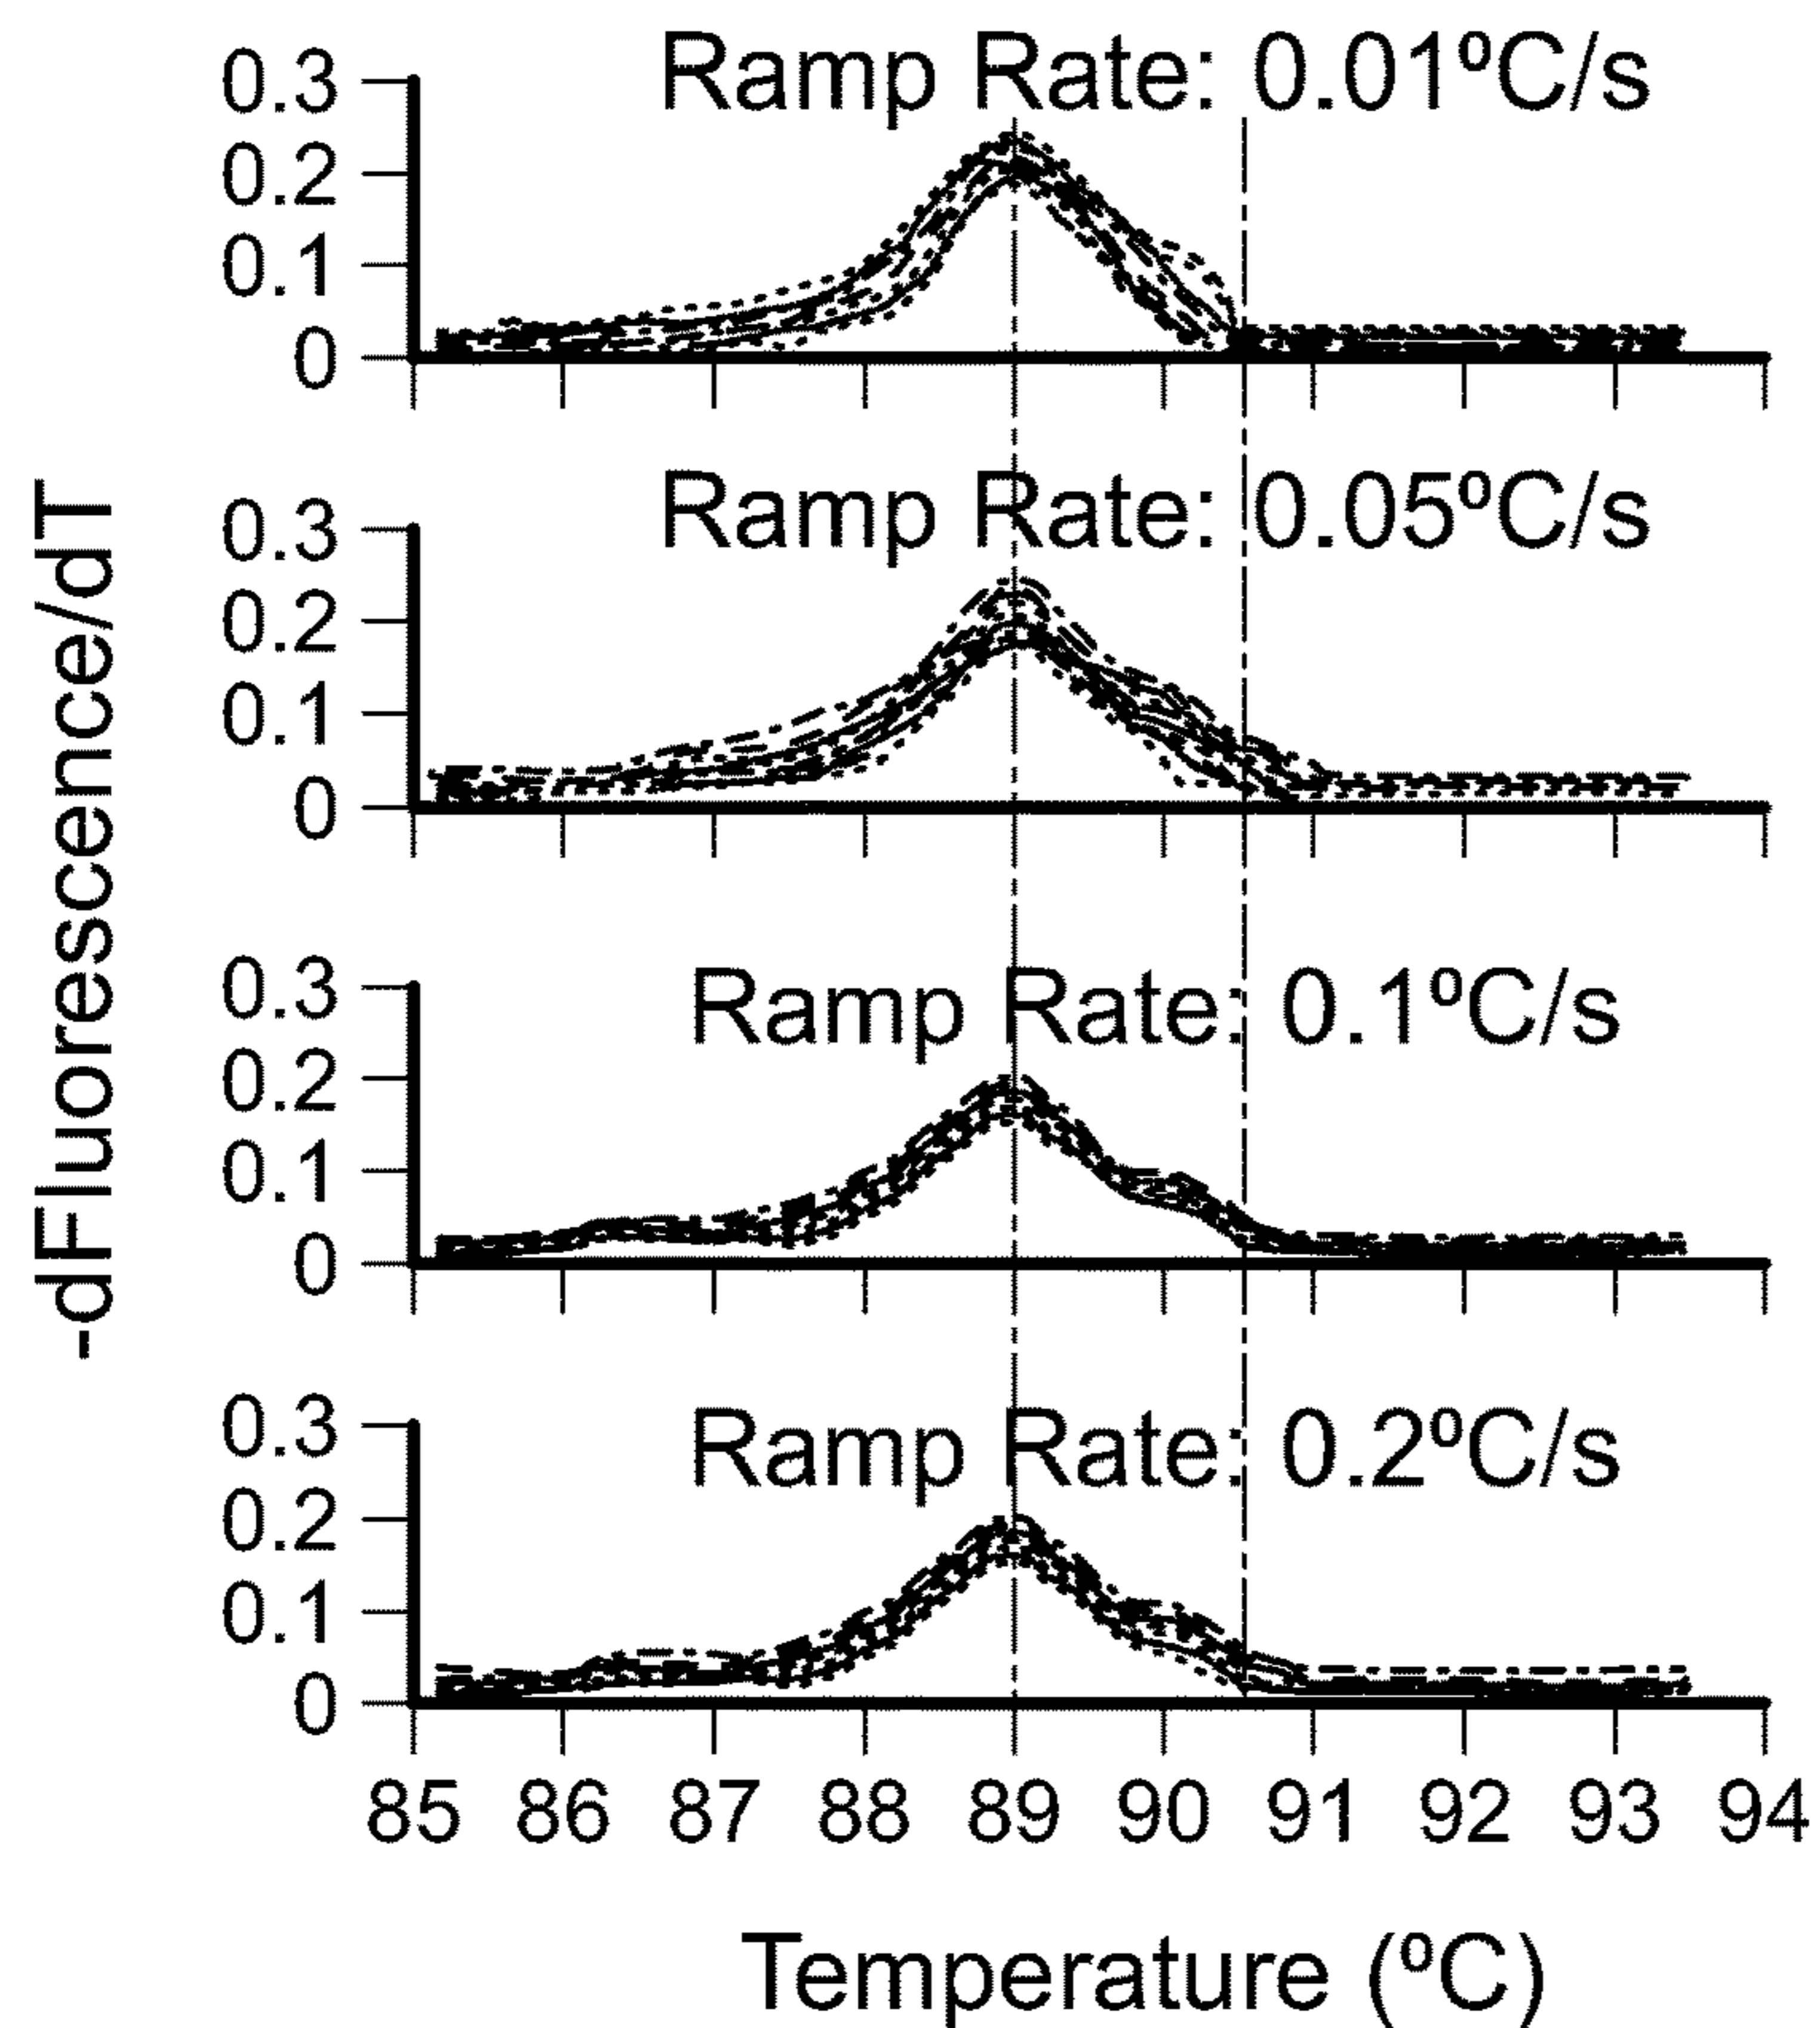 Ramp Rate: 0.01ºC/s
0.3
0.2
0.1
0
Ramp Rate: 0.05ºC/s
0.3
0.2
0.1
0
Ramp Rate: 0.1ºC/s
0.3
0.2
0.1
0
Ramp Rate: 0.2ºC/s
0.3
0.2
0.1
0
-dFluorescence/dT
85 86 87 88 89 90 91 92 93 94
Temperature (ºC)